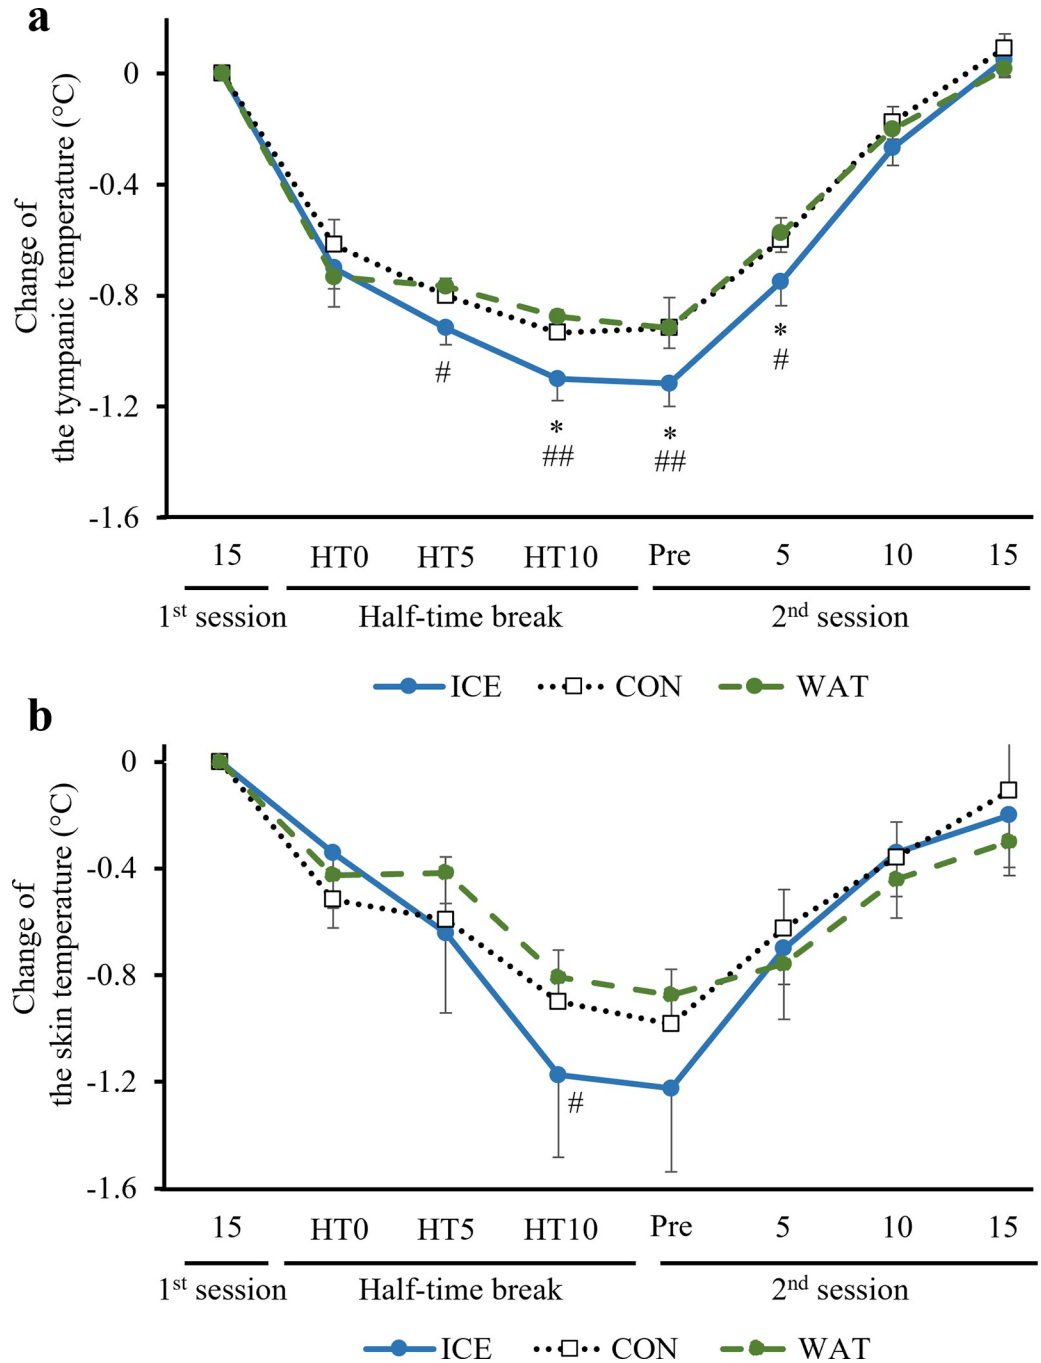 a
Change of
the tympanic temperature (°C)
0
-0.4
-0.8
-1.2
-1.6
#
*
##
*
##
*
#
15 HT0 HT5 HT10 Pre 5 10 15
1st session Half-time break 2nd session
ICE CON WAT
b
Change of
the skin temperature (°C)
0
-0.4
-0.8
-1.2
-1.6
#
15 HT0 HT5 HT10 Pre 5 10 15
1st session Half-time break 2nd session
ICE CON WAT